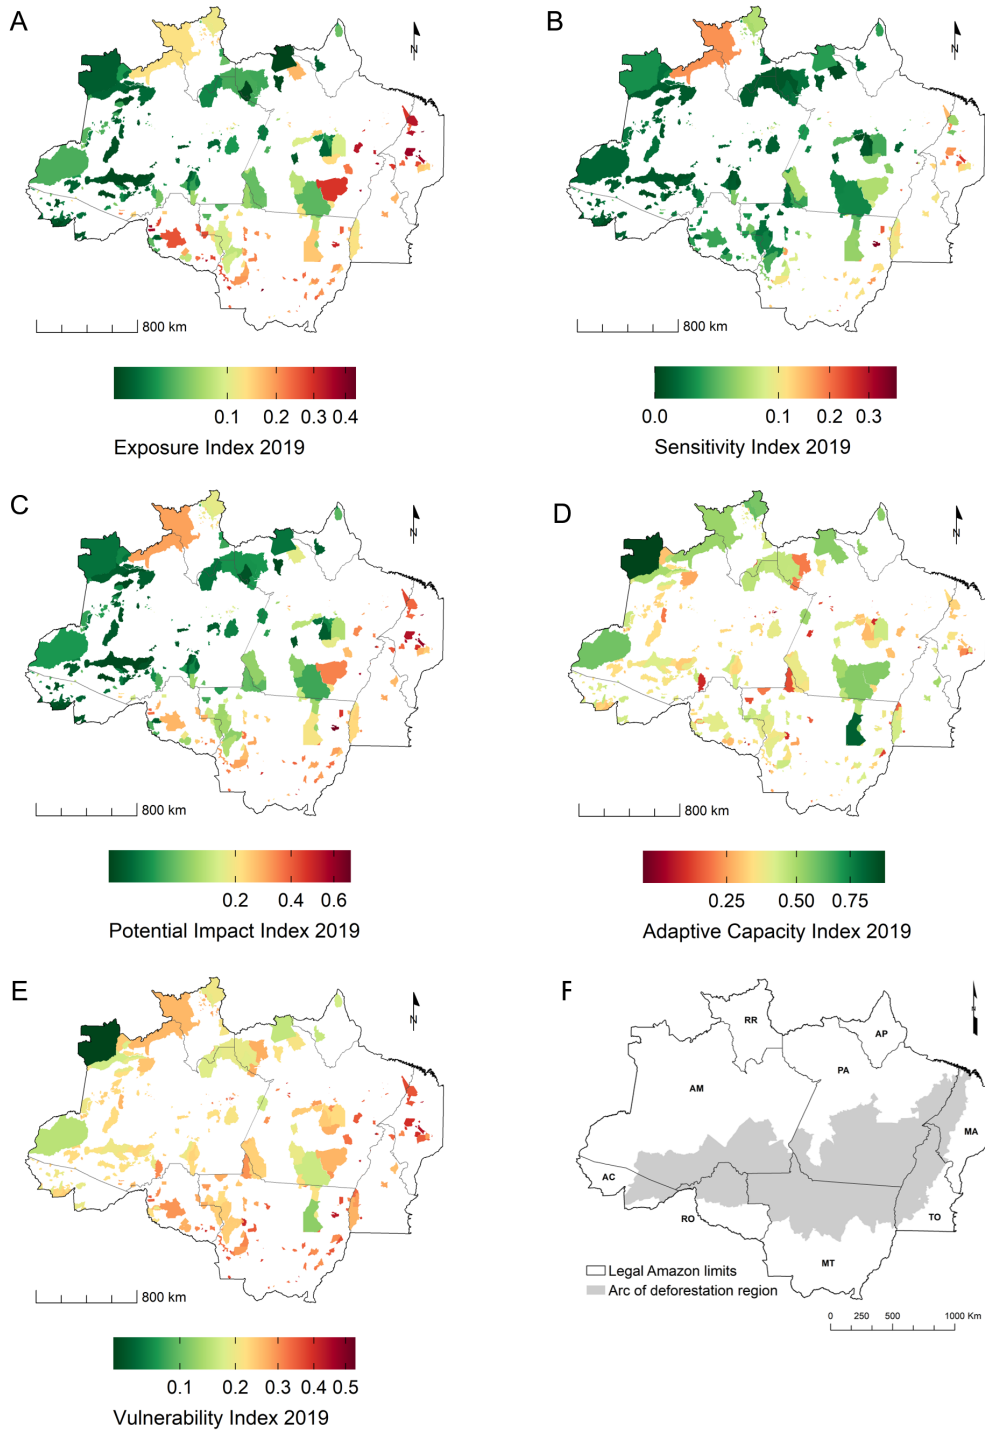 A
B
N
N
800 km
800 km
0.1 0.2 0.3 0.4
0.0 0.1 0.2 0.3
Exposure Index 2019
Sensitivity Index 2019
C
D
N
N
800 km
800 km
0.2 0.4 0.6
0.25 0.50 0.75
Potential Impact Index 2019
Adaptive Capacity Index 2019
E
F
N
N
RR
AP
PA
AM
MA
AC
RO
TO
MT
Legal Amazon limits
Arc of deforestation region
800 km
0 250 500 1000 Km
0.1 0.2 0.3 0.4 0.5
Vulnerability Index 2019